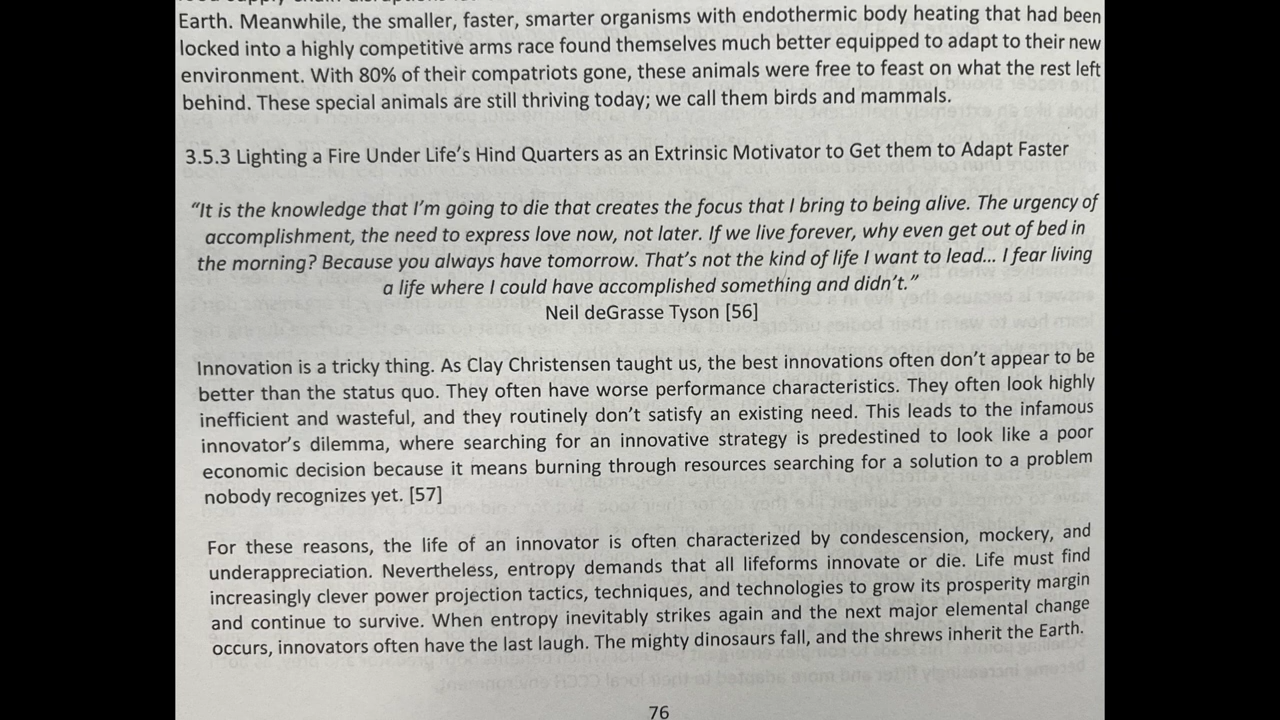 Earth. Meanwhile, the smaller, faster, smarter organisms with endothermic body heating that had been
locked into a highly competitive arms race found themselves much better equipped to adapt to their new
environment. With 80% of their compatriots gone, these animals were free to feast on what the rest left
behind. These special animals are still thriving today; we call them birds and mammals.
3.5.3 Lighting a Fire Under Life's Hind Quarters as an Extrinsic Motivator to Get them to Adapt Faster
“It is the knowledge that I'm going to die that creates the focus that I bring to being alive. The urgency of
accomplishment, the need to express love now, not later. If we live forever, why even get out of bed in
the morning? Because you always have tomorrow. That's not the kind of life I want to lead... I fear living
a life where I could have accomplished something and didn't.”
Neil deGrasse Tyson [56]
Innovation is a tricky thing. As Clay Christensen taught us, the best innovations often don't appear to be
better than the status quo. They often have worse performance characteristics. They often look highly
inefficient and wasteful, and they routinely don't satisfy an existing need. This leads to the infamous
innovator's dilemma, where searching for an innovative strategy is predestined to look like a poor
economic decision because it means burning through resources searching for a solution to a problem
nobody recognizes yet. [57]
For these reasons, the life of an innovator is often characterized by condescension, mockery, and
underappreciation. Nevertheless, entropy demands that all lifeforms innovate or die. Life must find
increasingly clever power projection tactics, techniques, and technologies to grow its prosperity margin
and continue to survive. When entropy inevitably strikes again and the next major elemental change
occurs, innovators often have the last laugh. The mighty dinosaurs fall, and the shrews inherit the Earth.
76